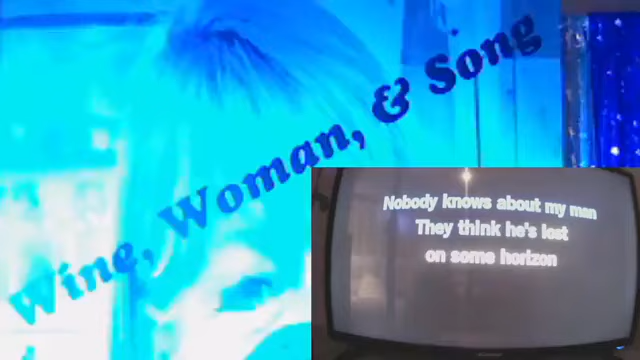 Wine, Woman, & Song
Nobody knows about my man
They think he's lost
on some horizon